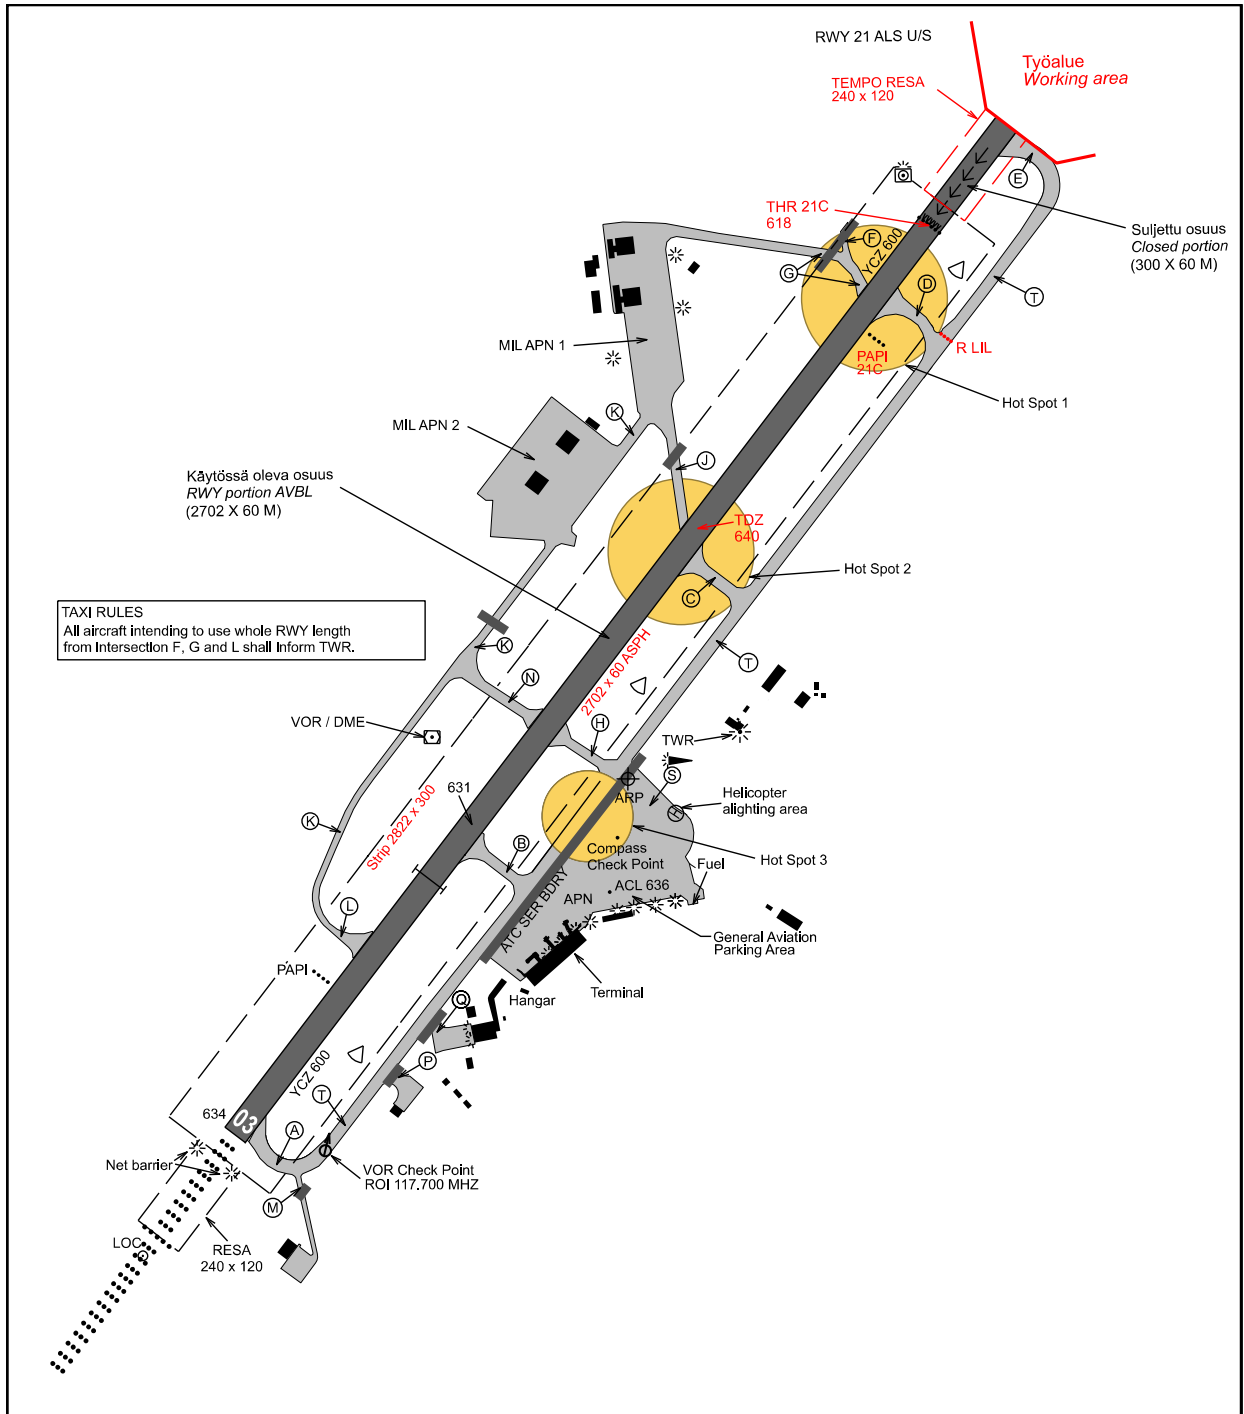 RWY 21 ALS U/S
Työalue
Working area
TEMPO RESA
240 x 120
E
THR 21C
618
F
YCZ 600
Suljettu osuus
Closed portion
(300 X 60 M)
G
D
T
MIL APN 1
PAPI
21C
R LIL
Hot Spot 1
K
MIL APN 2
J
Käytössä oleva osuus
RWY portion AVBL
(2702 X 60 M)
TDZ
640
Hot Spot 2
C
TAXI RULES
All aircraft intending to use whole RWY length
from Intersection F, G and L shall Inform TWR.
K
2702 x 60 ASPH
T
N
VOR / DME
H
TWR
S
631
ARP
Helicopter
alighting area
H
K
Strip 2822 x 300
B
Compass
Check Point
Hot Spot 3
Fuel
ATC SER BDRY
APN
ACL 636
L
General Aviation
Parking Area
PAPI
Terminal
Hangar
Q
YCZ 600
P
T
634
03
A
Net barrier
VOR Check Point
ROI 117.700 MHZ
M
LOC
RESA
240 x 120